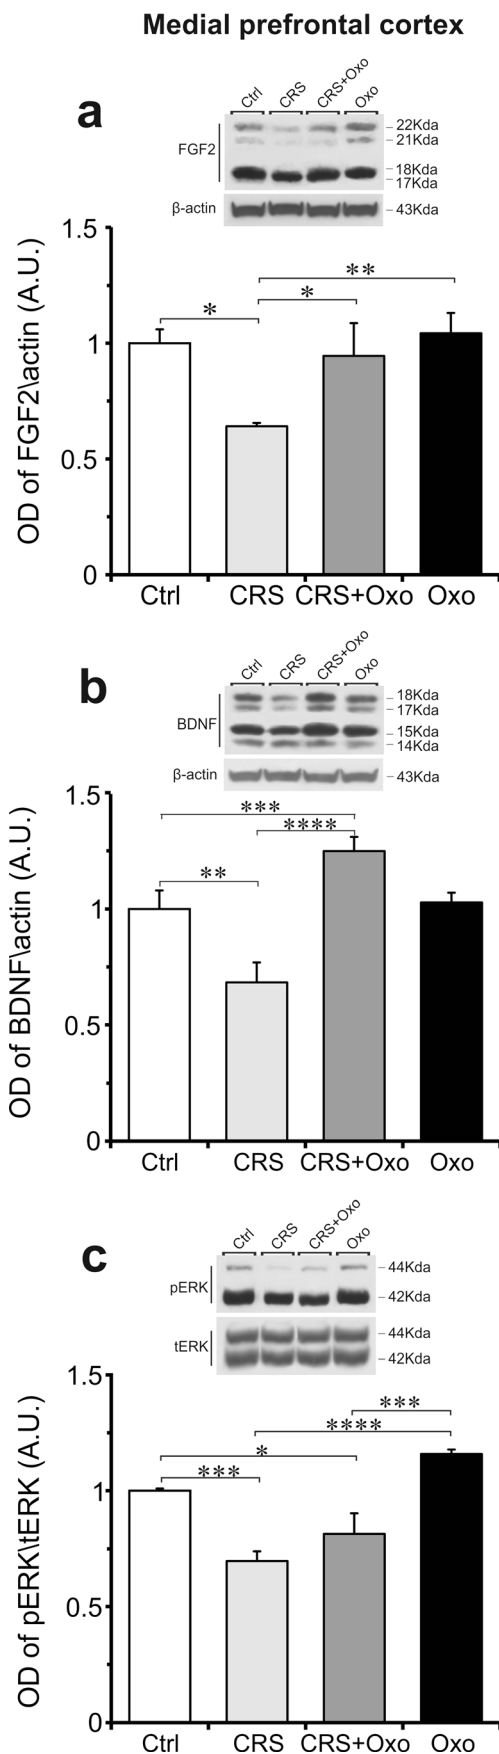 Medial prefrontal cortex
a
Ctrl CRS CRS+Oxo Oxo
FGF2
22Kda
21Kda
18Kda
17Kda
β-actin 43Kda
OD of FGF2\actin (A.U.)
1.5
1
0.5
0
*
*
**
Ctrl CRS CRS+Oxo Oxo
b
Ctrl CRS CRS+Oxo Oxo
BDNF
18Kda
17Kda
15Kda
14Kda
β-actin 43Kda
OD of BDNF\actin (A.U.)
1.5
1
0.5
0
***
****
**
Ctrl CRS CRS+Oxo Oxo
c
Ctrl CRS CRS+Oxo Oxo
pERK
44Kda
42Kda
tERK
44Kda
42Kda
OD of pERK\tERK (A.U.)
1.5
1
0.5
0
***
****
*
***
Ctrl CRS CRS+Oxo Oxo